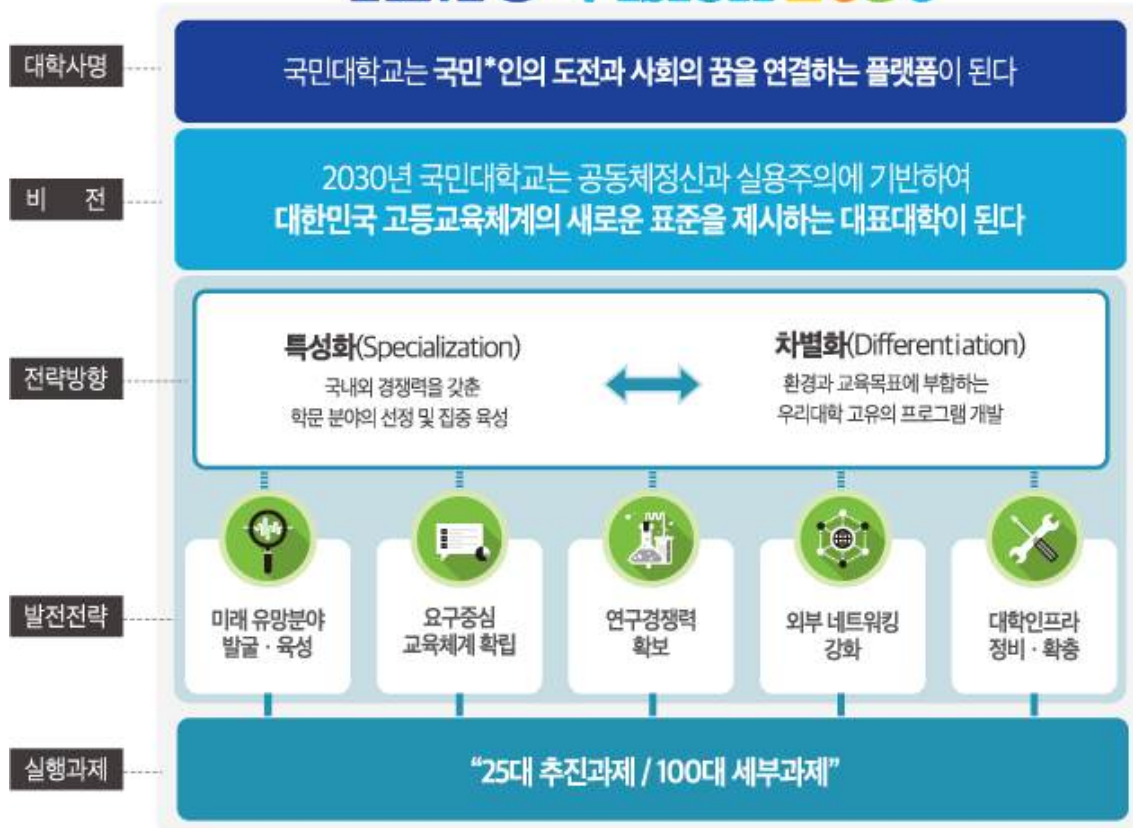 대학사명
국민대학교는 국민*인의 도전과 사회의 꿈을 연결하는 플랫폼이 된다
비 전
2030년 국민대학교는 공동체정신과 실용주의에 기반하여
대한민국 고등교육체계의 새로운 표준을 제시하는 대표대학이 된다
전략방향
특성화(Specialization)
국내외 경쟁력을 갖춘
학문 분야의 선정 및 집중 육성
차별화(Differentiation)
환경과 교육목표에 부합하는
우리대학 고유의 프로그램 개발
발전전략
미래 유망분야
발굴 · 육성
요구중심
교육체계 확립
연구경쟁력
확보
외부 네트워킹
강화
대학인프라
정비 · 확충
실행과제
“25대 추진과제 / 100대 세부과제”